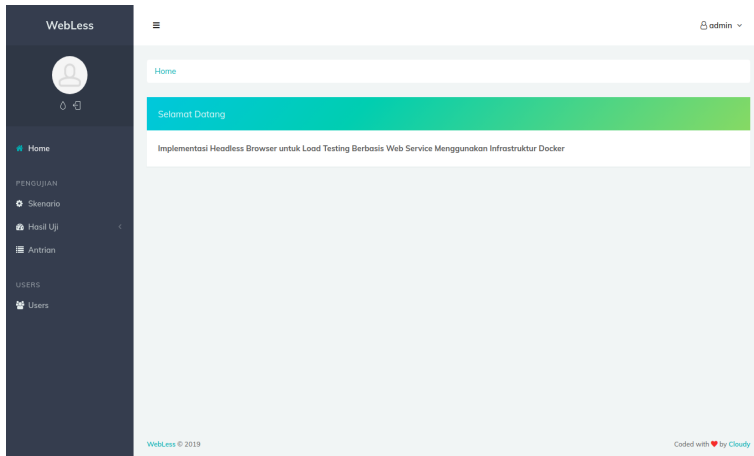 WebLess
admin
Home
Home
Selamat Datang
Implementasi Headless Browser untuk Load Testing Berbasis Web Service Menggunakan Infrastruktur Docker
PENGUJIAN
Skenario
Hasil Uji
Antrian
USERS
Users
WebLess © 2019
Coded with ❤ by Cloudy